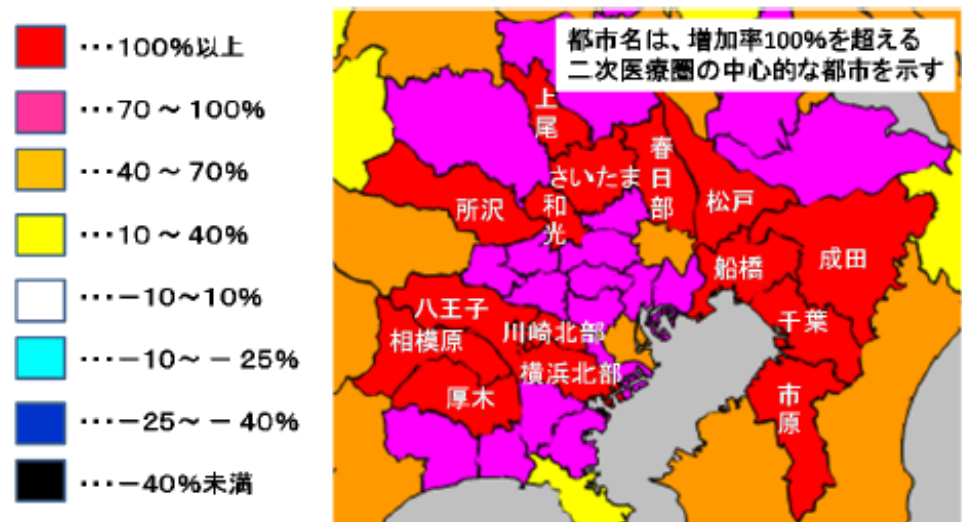 …100%以上
…70～100%
…40～70%
…10～40%
…－10～10%
…－10～－25%
…－25～－40%
…－40%未満
都市名は、増加率100%を超える
二次医療圏の中心的な都市を示す
上尾
春日部
さいたま
松戸
所沢
和光
成田
船橋
八王子
千葉
川崎北部
相模原
横浜北部
厚木
市原